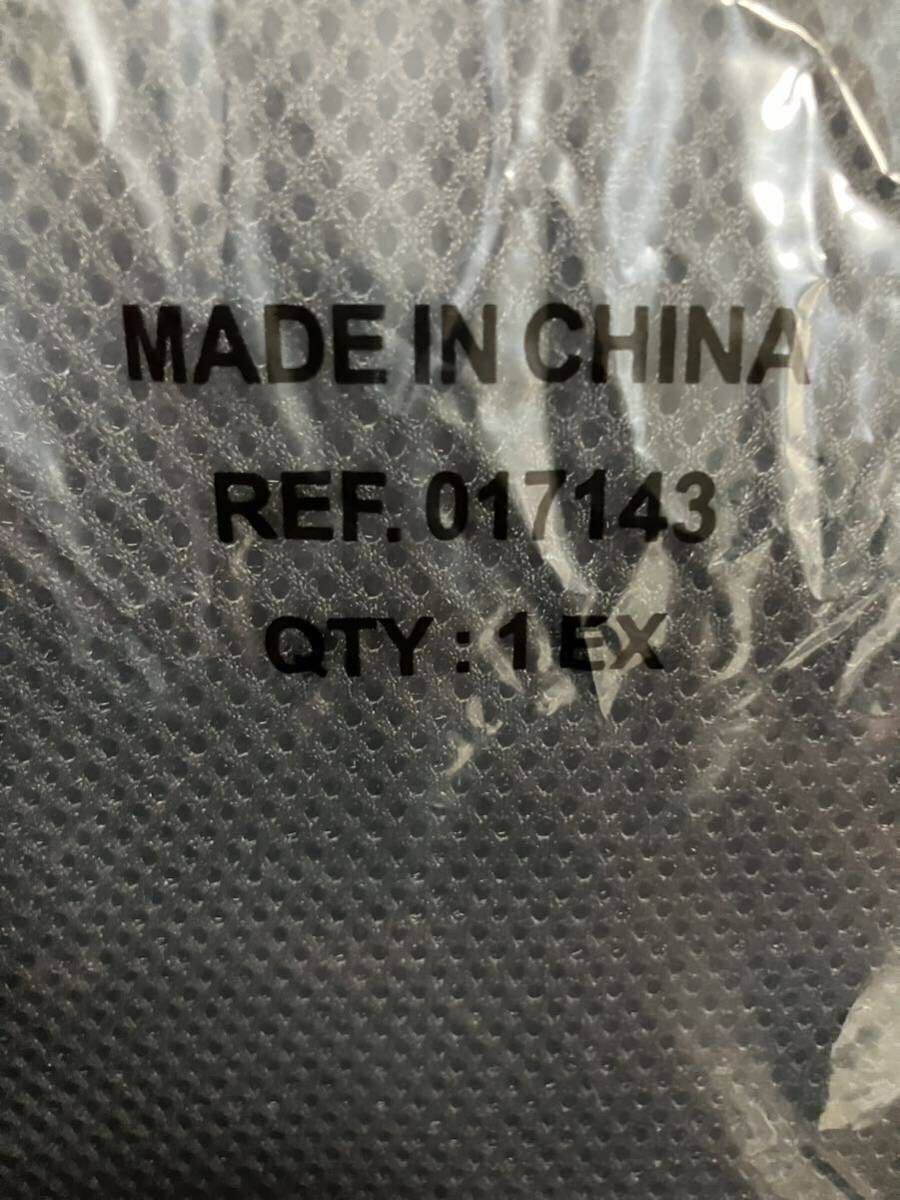 MADE IN CHINA
REF. 017143
QTY : 1 EX